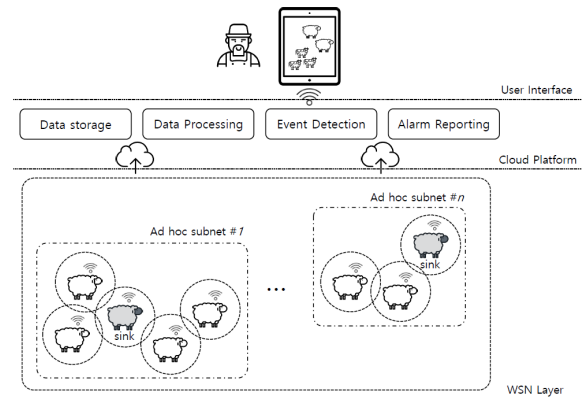 User Interface
Data storage
Data Processing
Event Detection
Alarm Reporting
Cloud Platform
Ad hoc subnet #n
Ad hoc subnet #1
sink
...
sink
WSN Layer